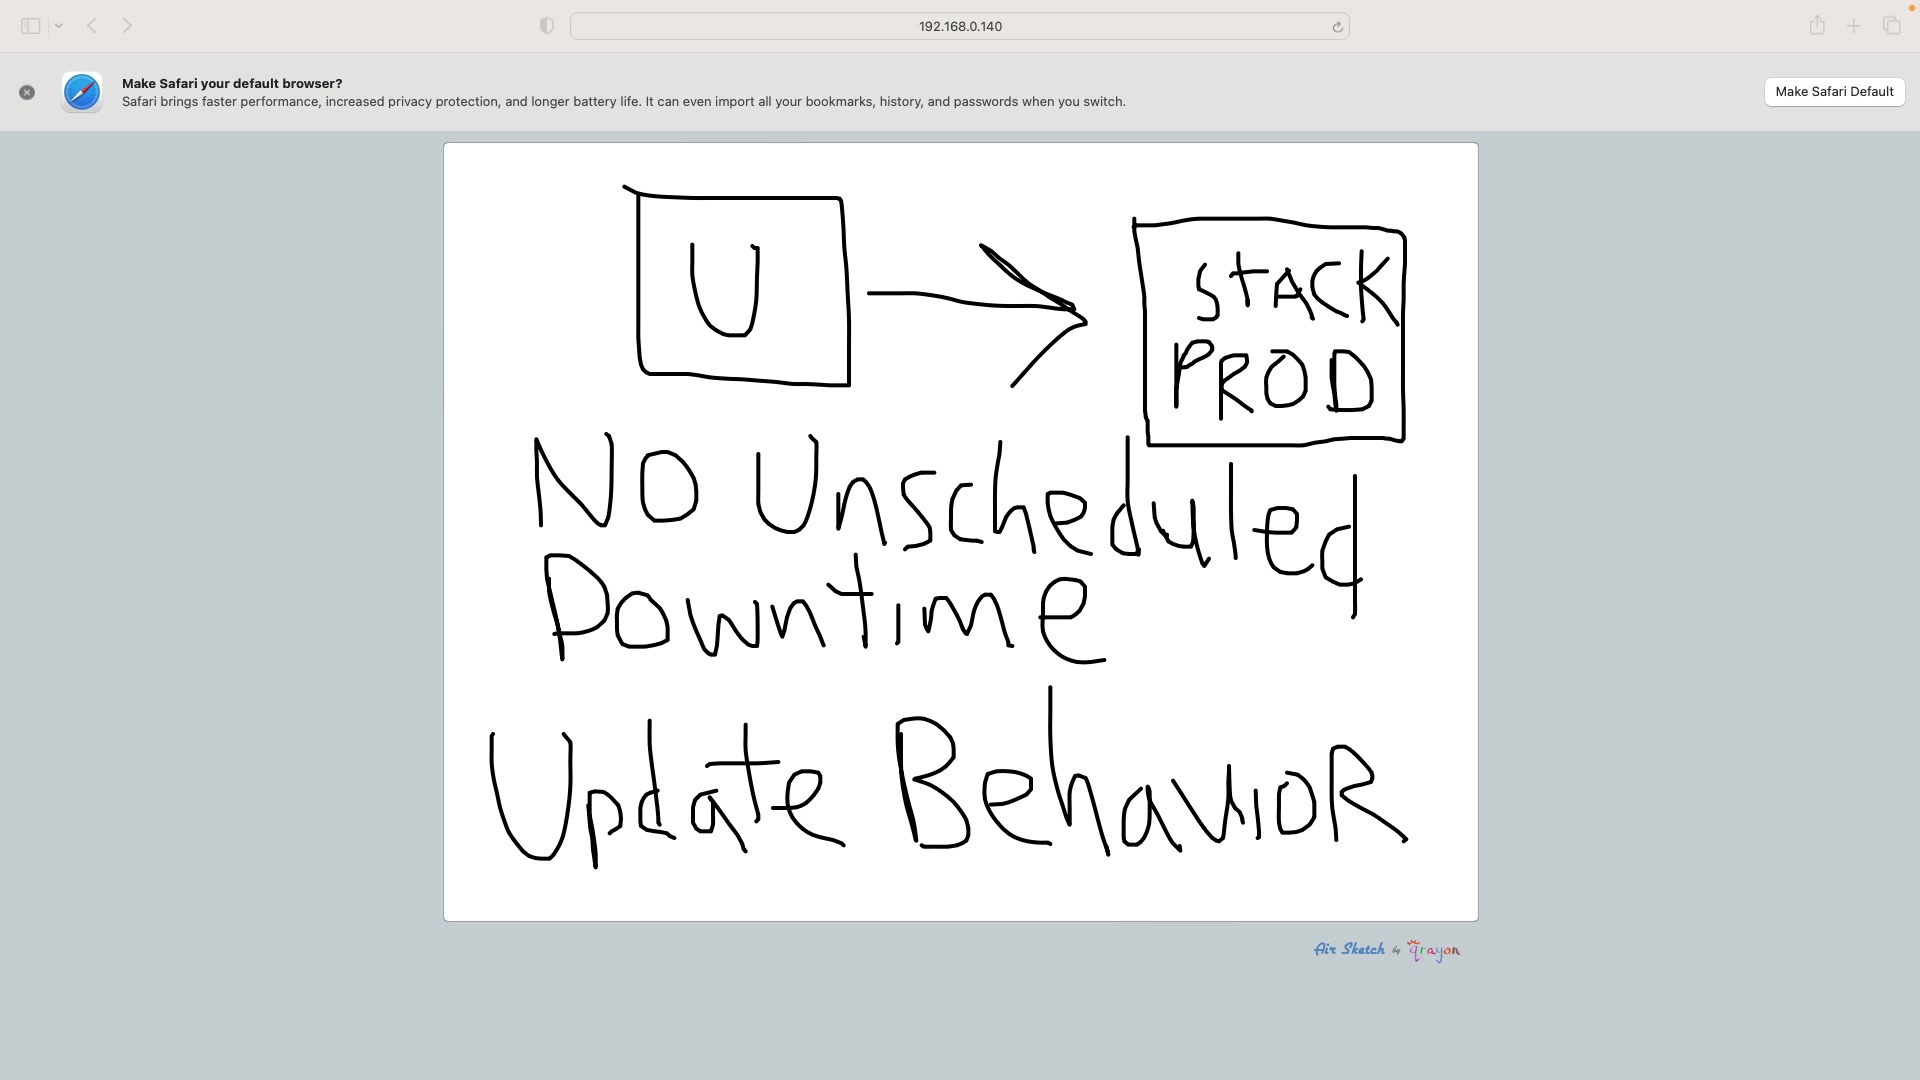 192.168.0.140
Make Safari your default browser?
Safari brings faster performance, increased privacy protection, and longer battery life. It can even import all your bookmarks, history, and passwords when you switch.
Make Safari Default
U
STACK
PROD
NO Unscheduled
Downtime
Update BehavioR
Air Sketch by qrayon